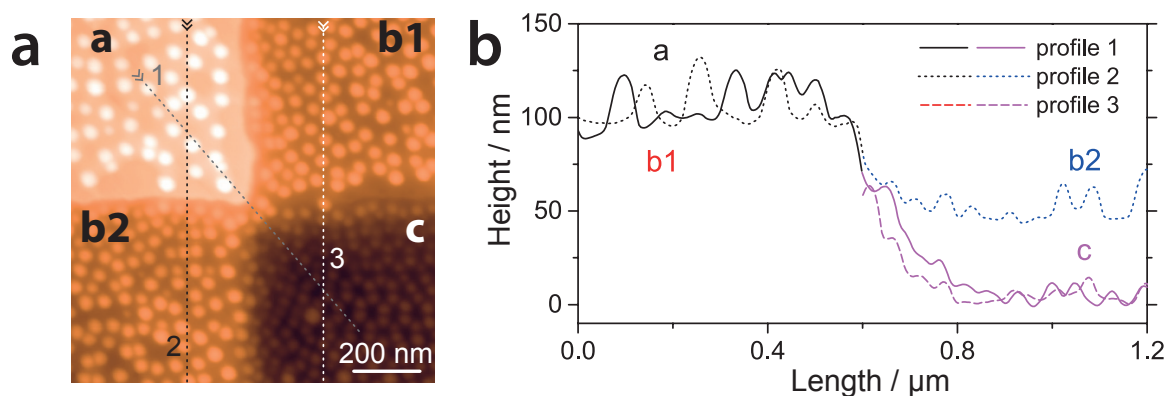 a
a
b1
1
b2
c
3
2
200 nm
b
Height / nm
150
100
50
0
a
b1
b2
c
profile 1
profile 2
profile 3
0.0
0.4
0.8
1.2
Length / µm